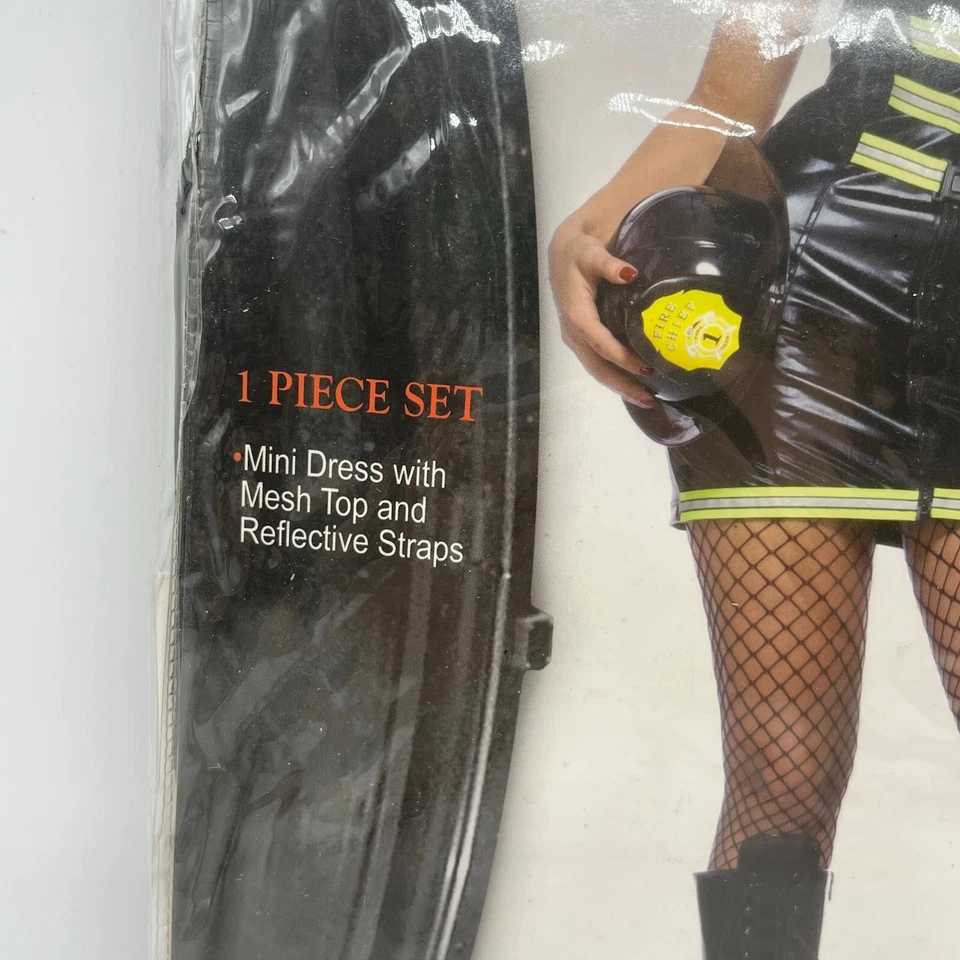 1 PIECE SET
•Mini Dress with
Mesh Top and
Reflective Straps
FIRE
CHIEF
1